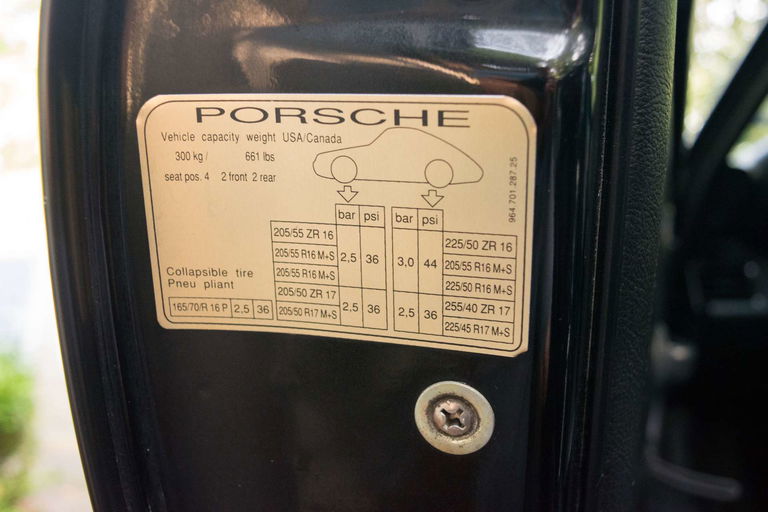 PORSCHE
Vehicle capacity weight USA/Canada
300 kg / 661 lbs
seat pos. 4 2 front 2 rear
964.701.287.25
bar psi bar psi
205/55 ZR 16 225/50 ZR 16
205/55 R16 M+S 2,5 36 3,0 44 205/55 R16 M+S
205/55 R16 M+S 225/50 R16 M+S
Collapsible tire
Pneu pliant
205/50 ZR 17 255/40 ZR 17
165/70/R 16 P 2,5 36 205/50 R17 M+S 2,5 36 2,5 36 225/45 R17 M+S